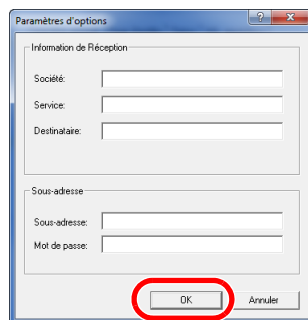 Paramètres d'options
Information de Réception
Société:
Service:
Destinataire:
Sous-adresse
Sous-adresse:
Mot de passe:
OK Annuler